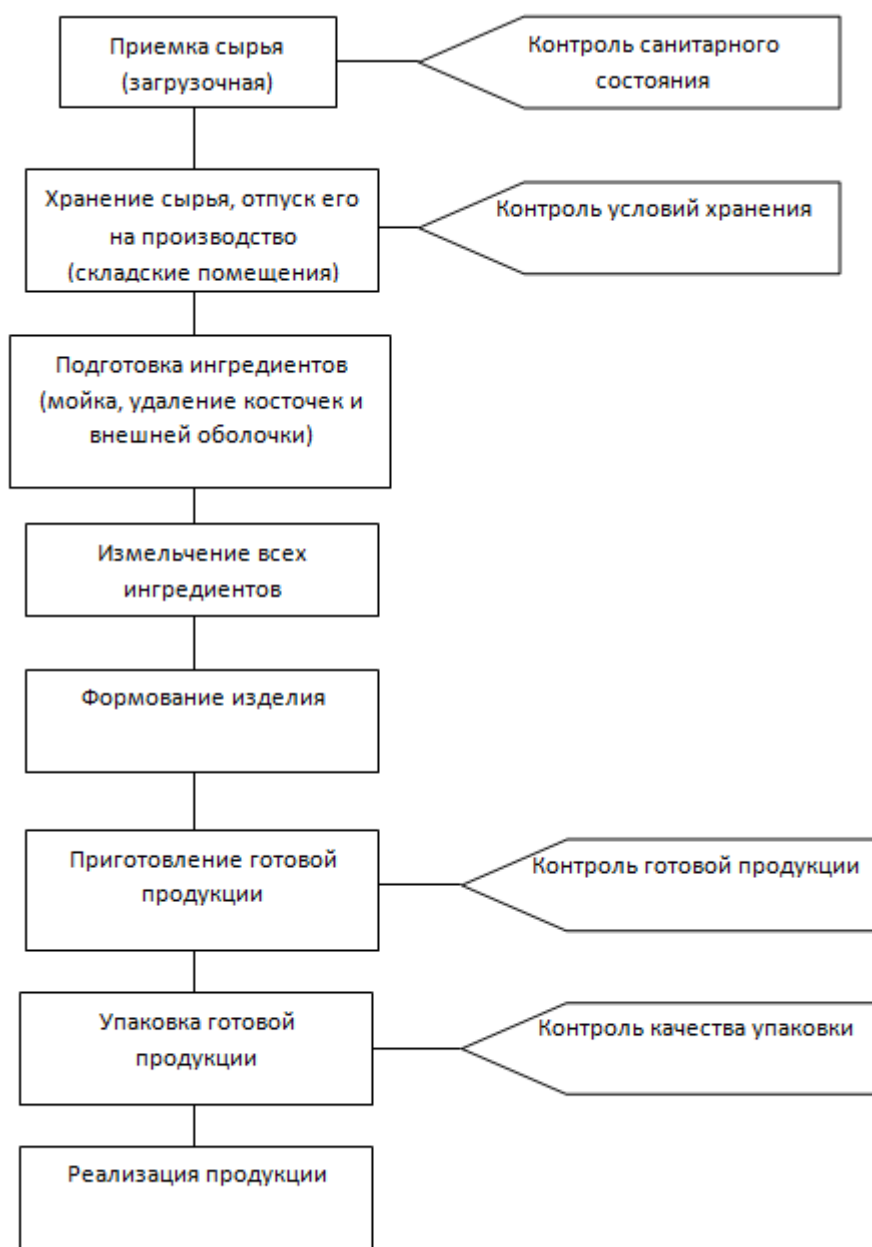 Приемка сырья
(загрузочная)
Контроль санитарного
состояния
Хранение сырья, отпуск его
на производство
(складские помещения)
Контроль условий хранения
Подготовка ингредиентов
(мойка, удаление косточек и
внешней оболочки)
Измельчение всех
ингредиентов
Формование изделия
Приготовление готовой
продукции
Контроль готовой продукции
Упаковка готовой
продукции
Контроль качества упаковки
Реализация продукции